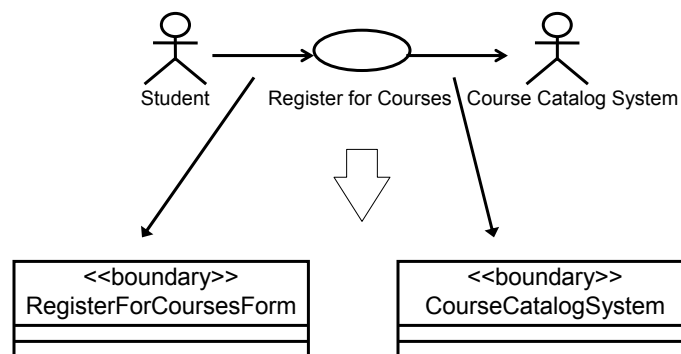 Student
Register for Courses
Course Catalog System
<<boundary>>
RegisterForCoursesForm
<<boundary>>
CourseCatalogSystem